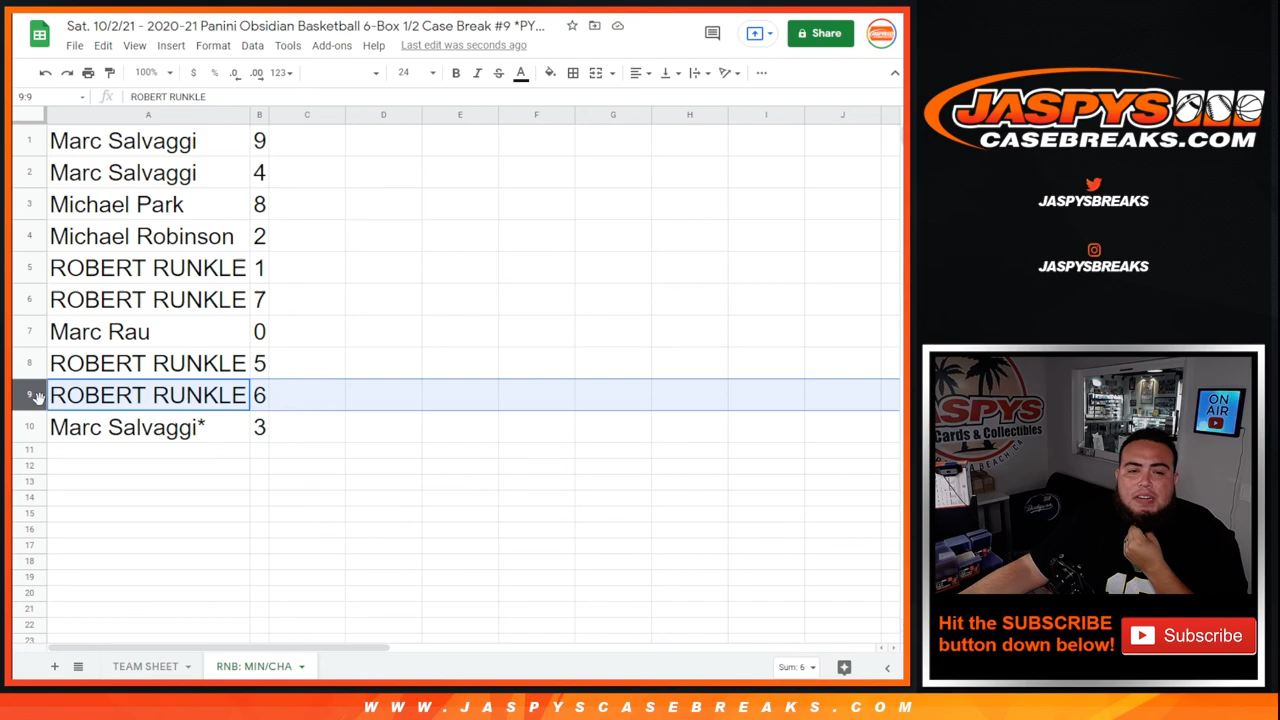 Sat. 10/2/21 - 2020-21 Panini Obsidian Basketball 6-Box 1/2 Case Break #9 *PY...
File Edit View Insert Format Data Tools Add-ons Help Last edit was seconds ago
Share
100% $ % .0 .00 123 24 B I S A
9:9 fx ROBERT RUNKLE
A B C D E F G H I J
1 Marc Salvaggi 9
2 Marc Salvaggi 4
3 Michael Park 8
4 Michael Robinson 2
5 ROBERT RUNKLE 1
6 ROBERT RUNKLE 7
7 Marc Rau 0
8 ROBERT RUNKLE 5
9 ROBERT RUNKLE 6
10 Marc Salvaggi* 3
11
12
13
14
15
16
17
18
19
20
21
22
23
TEAM SHEET RNB: MIN/CHA Sum: 6
JASPYS
CASEBREAKS.COM
JASPYSBREAKS
JASPYSBREAKS
JASPYS
Cards & Collectibles
BEACH, CA
ON
AIR
Hit the SUBSCRIBE
button down below!
Subscribe
WWW.JASPYSCASEBREAKS.COM